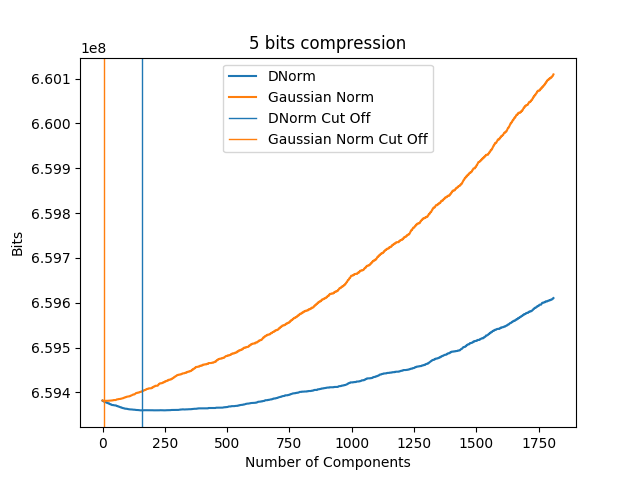 5 bits compression
1e8
6.601
6.600
6.599
6.598
6.597
6.596
6.595
6.594
Bits
DNorm
Gaussian Norm
DNorm Cut Off
Gaussian Norm Cut Off
0 250 500 750 1000 1250 1500 1750
Number of Components